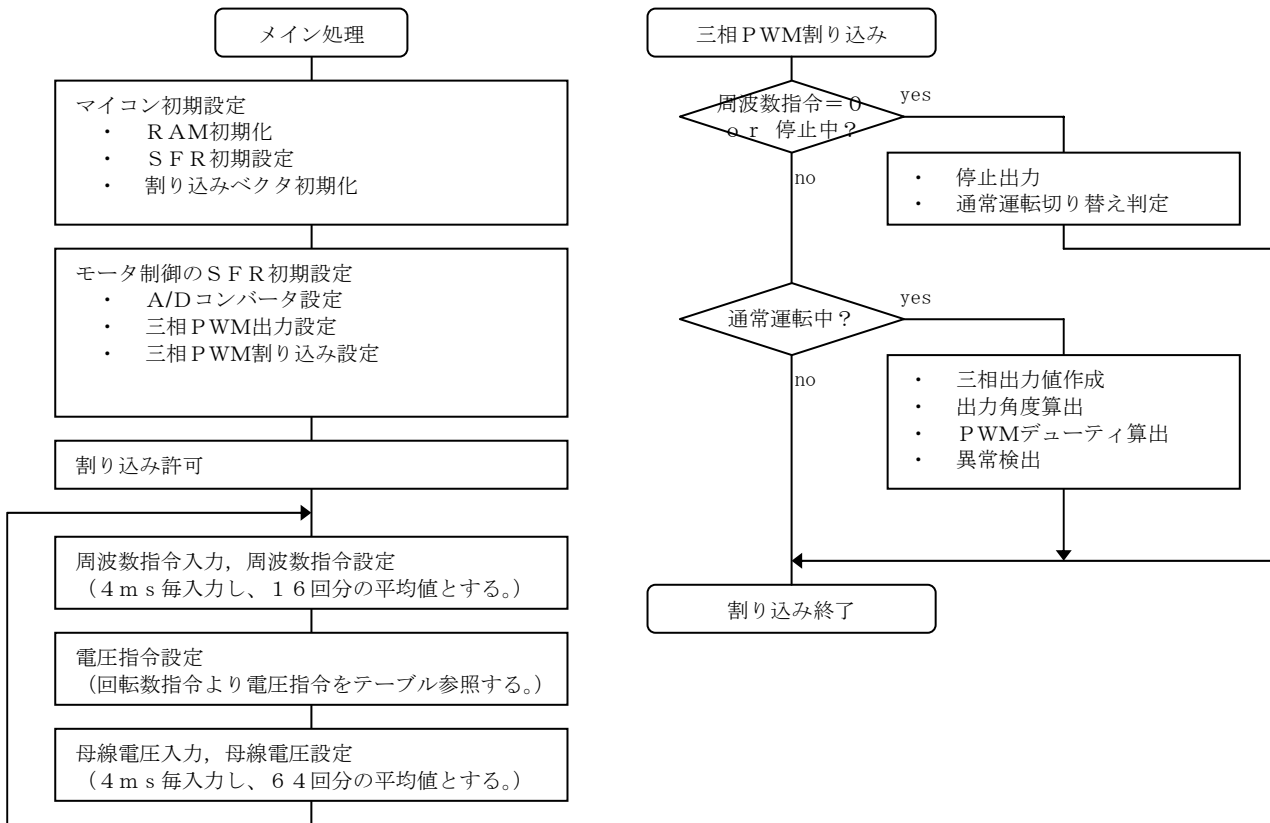 メイン処理
マイコン初期設定
・ ＲＡＭ初期化
・ ＳＦＲ初期設定
・ 割り込みベクタ初期化
モータ制御のＳＦＲ初期設定
・ A/Dコンバータ設定
・ 三相ＰＷＭ出力設定
・ 三相ＰＷＭ割り込み設定
割り込み許可
周波数指令入力，周波数指令設定
（４ｍｓ毎入力し、１６回分の平均値とする。）
電圧指令設定
（回転数指令より電圧指令をテーブル参照する。）
母線電圧入力，母線電圧設定
（４ｍｓ毎入力し、６４回分の平均値とする。）
三相ＰＷＭ割り込み
周波数指令＝０
ｏｒ 停止中？
yes
no
・ 停止出力
・ 通常運転切り替え判定
通常運転中？
yes
no
・ 三相出力値作成
・ 出力角度算出
・ ＰＷＭデューティ算出
・ 異常検出
割り込み終了